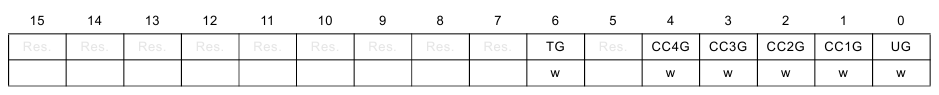 15 14 13 12 11 10 9 8 7 6 5 4 3 2 1 0
Res. Res. Res. Res. Res. Res. Res. Res. Res. TG Res. CC4G CC3G CC2G CC1G UG
w w w w w w